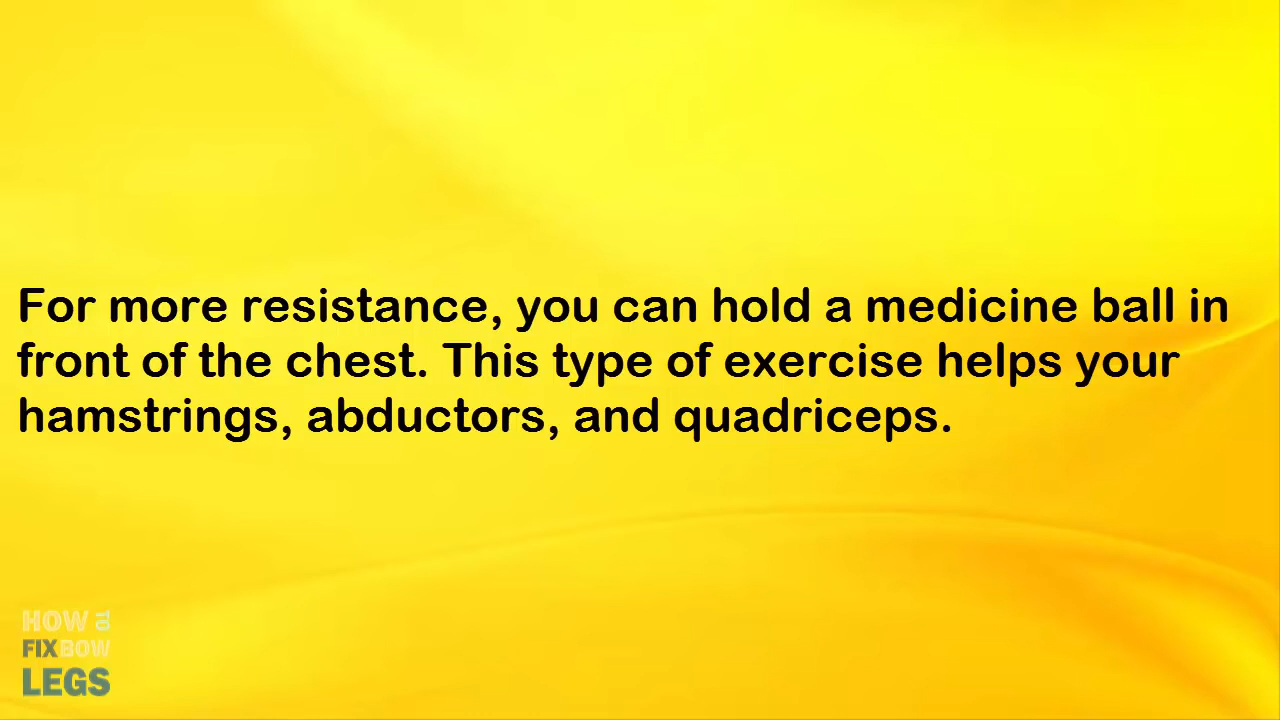 For more resistance, you can hold a medicine ball in
front of the chest. This type of exercise helps your
hamstrings, abductors, and quadriceps.
HOW TO
FIX BOW
LEGS